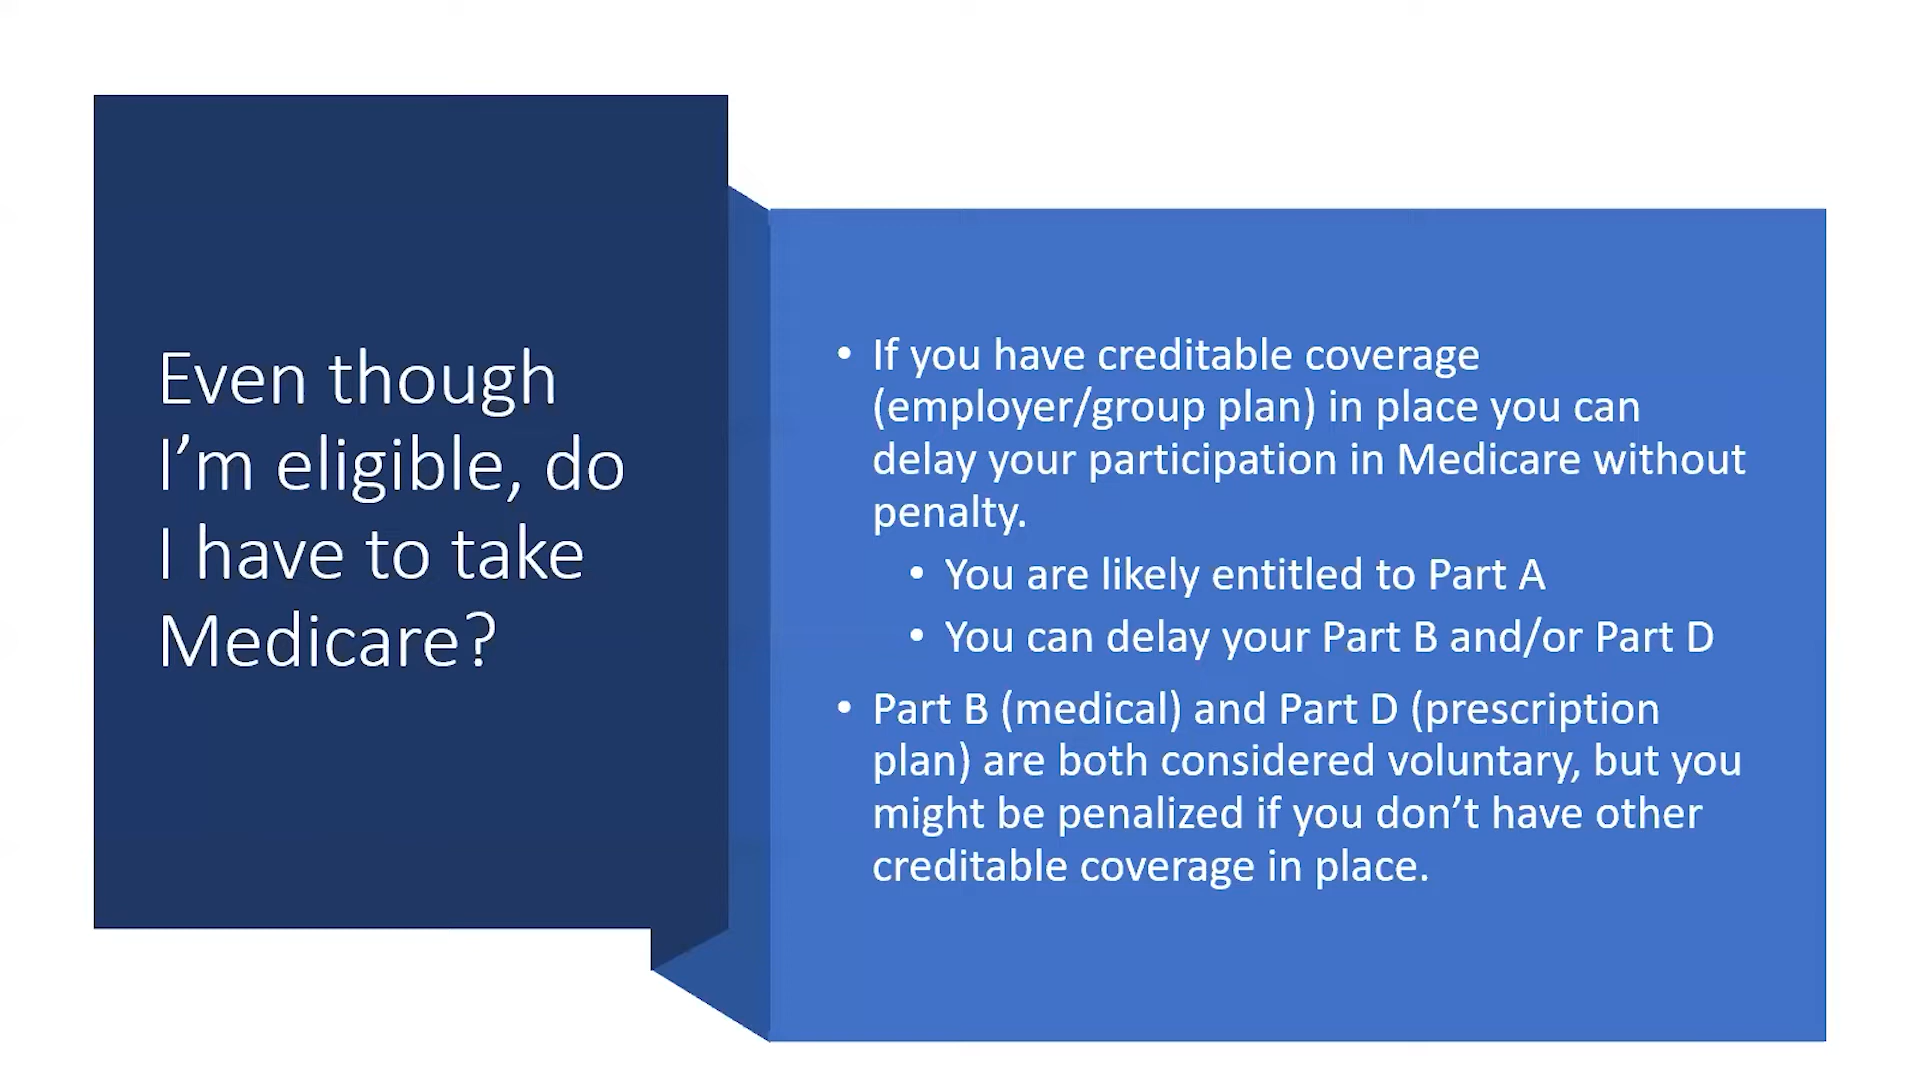 Even though
I’m eligible, do
I have to take
Medicare?
• If you have creditable coverage
(employer/group plan) in place you can
delay your participation in Medicare without
penalty.
• You are likely entitled to Part A
• You can delay your Part B and/or Part D
• Part B (medical) and Part D (prescription
plan) are both considered voluntary, but you
might be penalized if you don’t have other
creditable coverage in place.